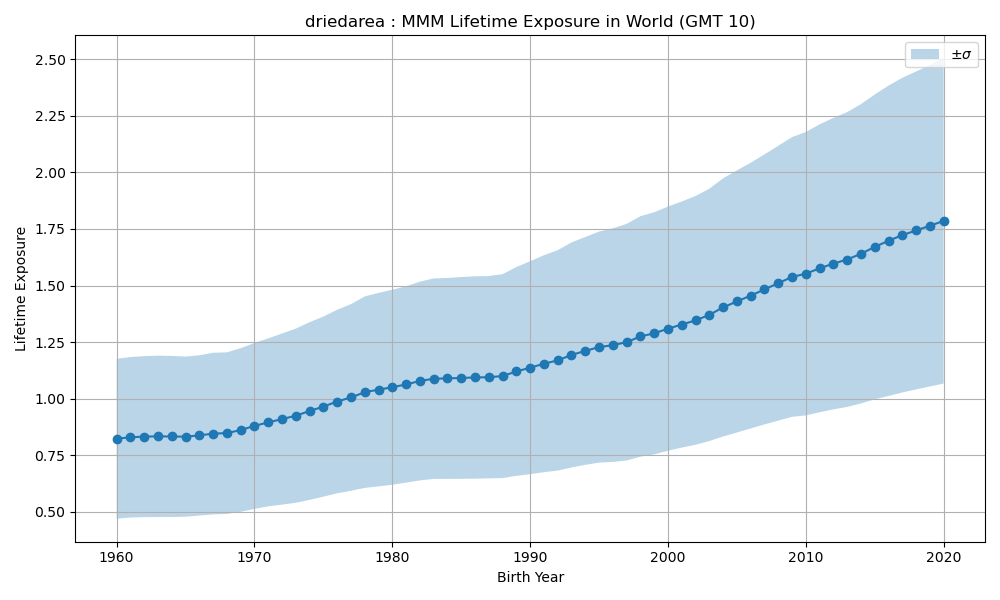 driedarea : MMM Lifetime Exposure in World (GMT 10)
±σ
Lifetime Exposure
2.50
2.25
2.00
1.75
1.50
1.25
1.00
0.75
0.50
1960 1970 1980 1990 2000 2010 2020
Birth Year